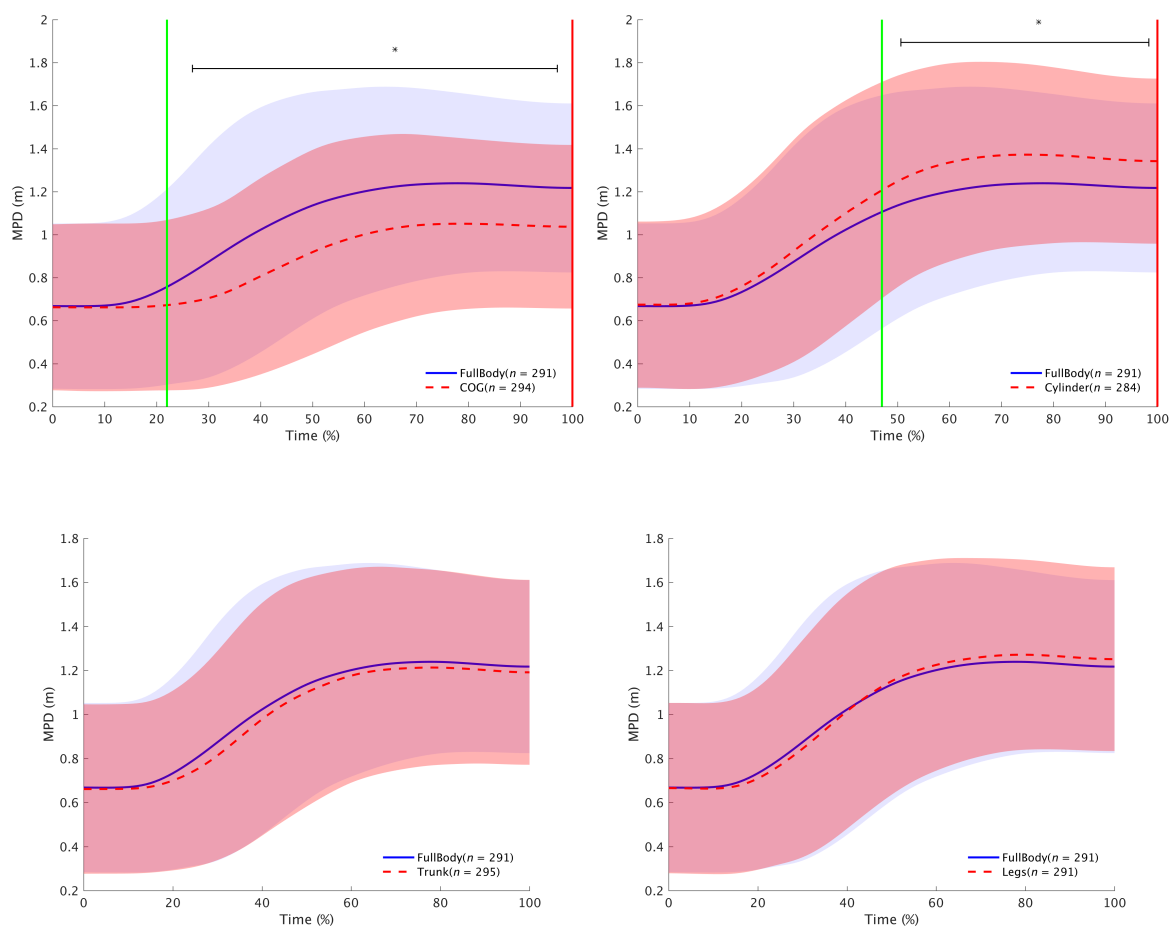 2
1.8
1.6
1.4
1.2
1
0.8
0.6
0.4
0.2
MPD (m)
*
FullBody(n = 291)
COG(n = 294)
0 10 20 30 40 50 60 70 80 90 100
Time (%)
2
1.8
1.6
1.4
1.2
1
0.8
0.6
0.4
0.2
MPD (m)
*
FullBody(n = 291)
Cylinder(n = 284)
0 10 20 30 40 50 60 70 80 90 100
Time (%)
1.8
1.6
1.4
1.2
1
0.8
0.6
0.4
0.2
MPD (m)
FullBody(n = 291)
Trunk(n = 295)
0 20 40 60 80 100
Time (%)
1.8
1.6
1.4
1.2
1
0.8
0.6
0.4
0.2
MPD (m)
FullBody(n = 291)
Legs(n = 291)
0 20 40 60 80 100
Time (%)